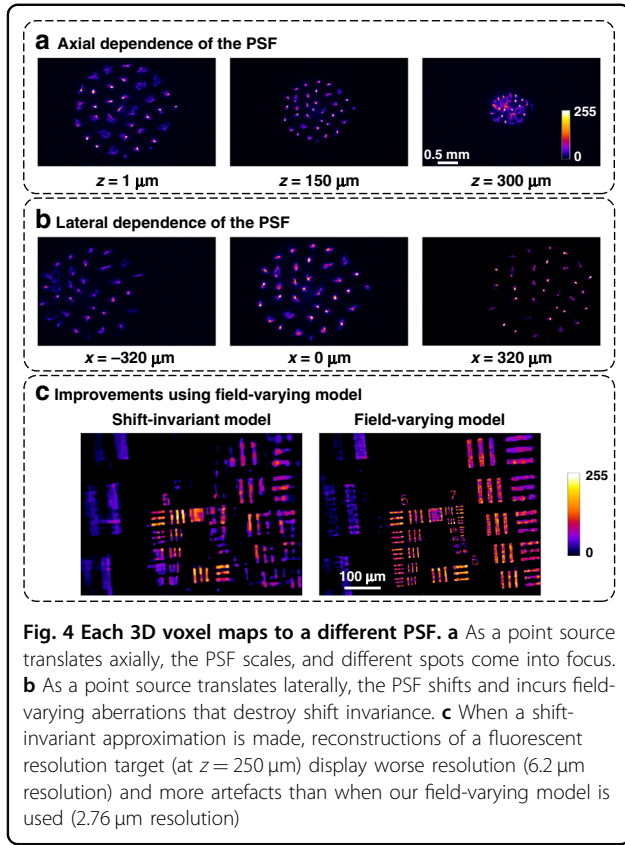 a Axial dependence of the PSF
255
0
0.5 mm
z = 1 μm
z = 150 μm
z = 300 μm
b Lateral dependence of the PSF
x = –320 μm
x = 0 μm
x = 320 μm
c Improvements using field-varying model
Shift-invariant model
Field-varying model
5
5
7
6
255
0
100 μm
Fig. 4 Each 3D voxel maps to a different PSF. a As a point source
translates axially, the PSF scales, and different spots come into focus.
b As a point source translates laterally, the PSF shifts and incurs field-
varying aberrations that destroy shift invariance. c When a shift-
invariant approximation is made, reconstructions of a fluorescent
resolution target (at z = 250 μm) display worse resolution (6.2 μm
resolution) and more artefacts than when our field-varying model is
used (2.76 μm resolution)